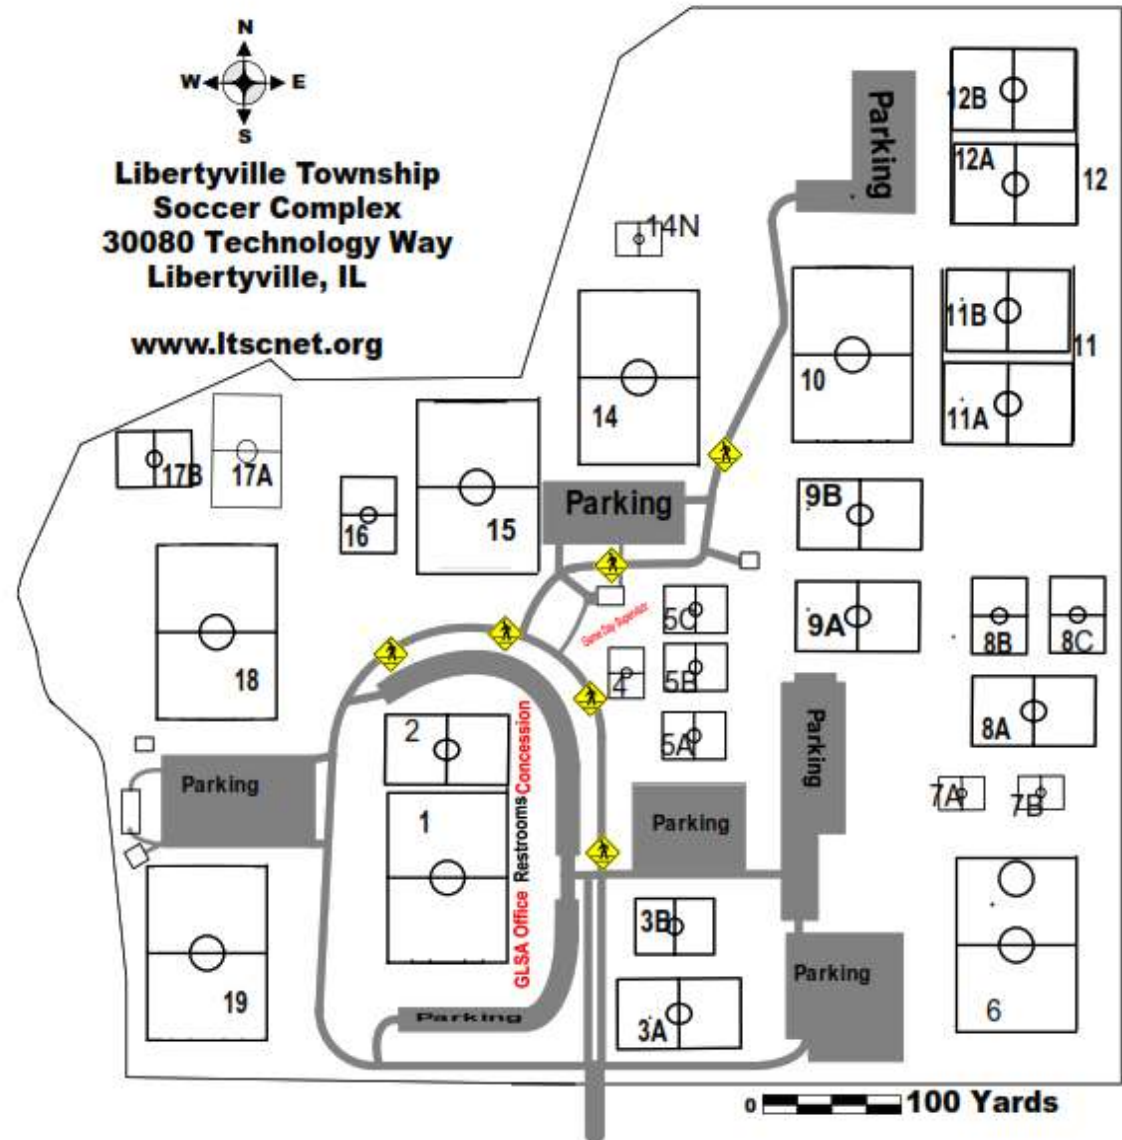 N
W E
S
Libertyville Township
Soccer Complex
30080 Technology Way
Libertyville, IL
www.ltscnet.org
Parking
12B
12A
12
14N
11B
11
11A
10
14
17B
17A
16
15
Parking
9B
9A
5C
Game Day Supervisor
8B
8C
18
4
5B
8A
2
5A
Parking
Parking
7A
7B
1
Parking
GLSA Office Restrooms Concession
3B
Parking
19
6
Parking
3A
0 100 Yards